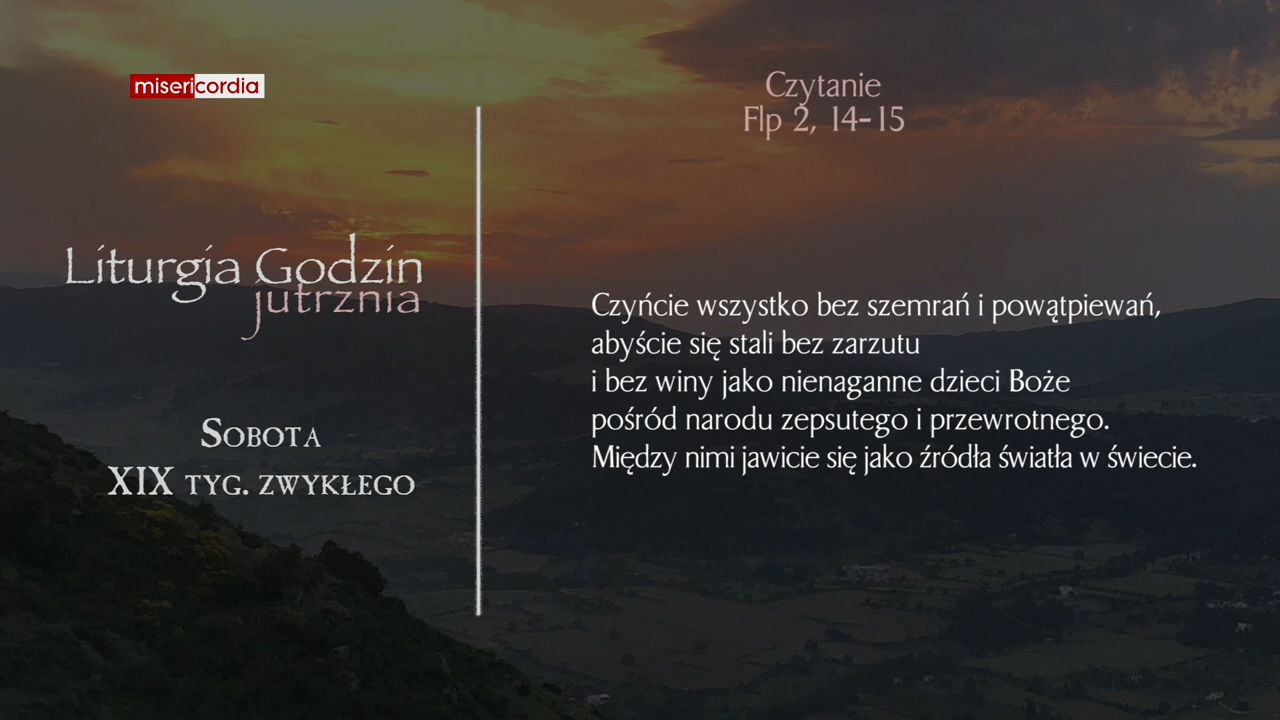 misericordia
Liturgia Godzin
jutrznia
Sobota
XIX tyg. zwykłego
Czytanie
Flp 2, 14-15
Czyńcie wszystko bez szemrań i powątpiewań,
abyście się stali bez zarzutu
i bez winy jako nienaganne dzieci Boże
pośród narodu zepsutego i przewrotnego.
Między nimi jawicie się jako źródła światła w świecie.